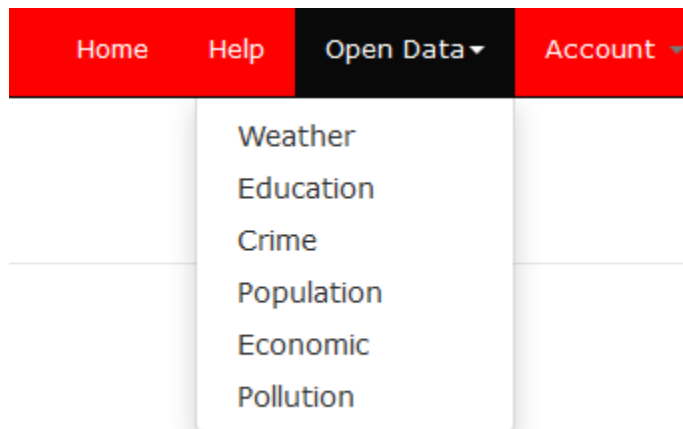 Home Help Open Data Account
Weather
Education
Crime
Population
Economic
Pollution